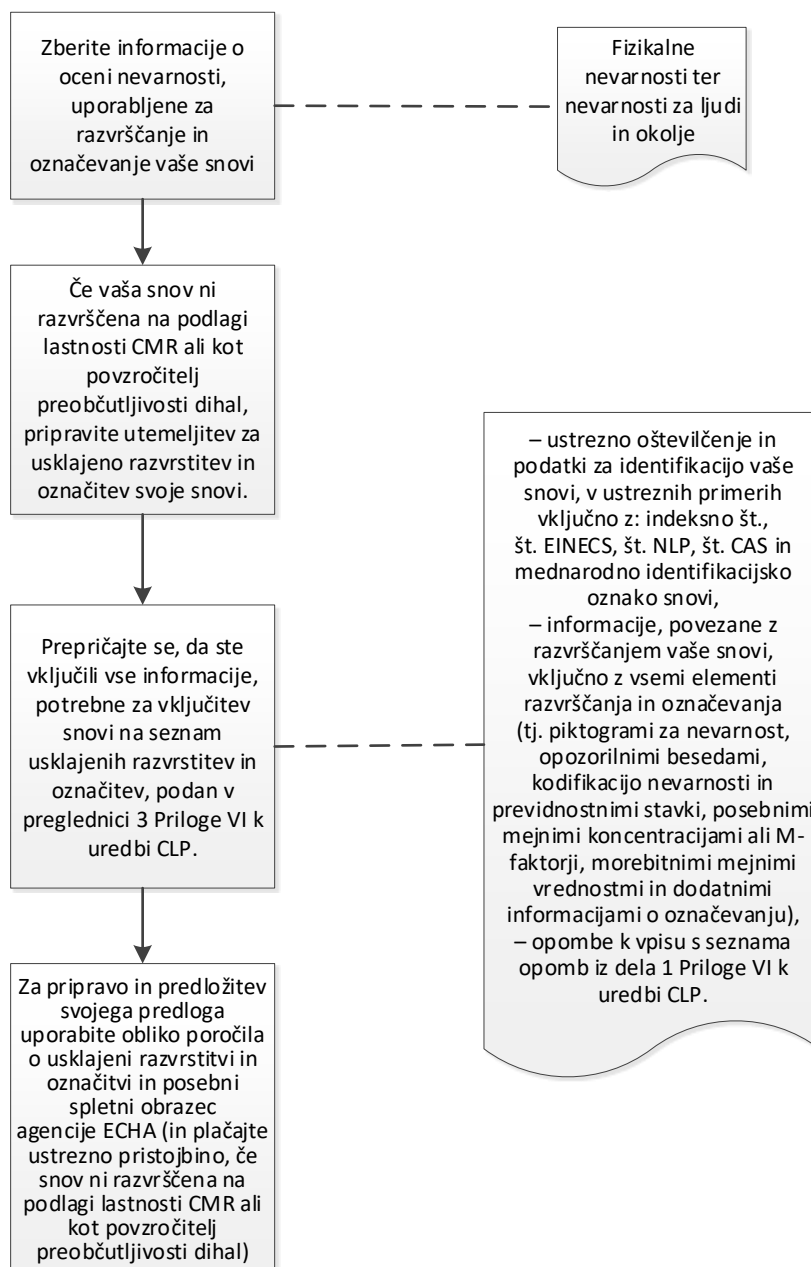 Zberite informacije o
oceni nevarnosti,
uporabljene za
razvrščanje in
označevanje vaše snovi
Fizikalne
nevarnosti ter
nevarnosti za ljudi
in okolje
Če vaša snov ni
razvrščena na podlagi
lastnosti CMR ali kot
povzročitelj
preobčutljivosti dihal,
pripravite utemeljitev za
usklajeno razvrstitev in
označitev svoje snovi.
Prepričajte se, da ste
vključili vse informacije,
potrebne za vključitev
snovi na seznam
usklajenih razvrstitev in
označitev, podan v
preglednici 3 Priloge VI k
uredbi CLP.
– ustrezno oštevilčenje in
podatki za identifikacijo vaše
snovi, v ustreznih primerih
vključno z: indeksno št.,
št. EINECS, št. NLP, št. CAS in
mednarodno identifikacijsko
oznako snovi,
– informacije, povezane z
razvrščanjem vaše snovi,
vključno z vsemi elementi
razvrščanja in označevanja
(tj. piktogrami za nevarnost,
opozorilnimi besedami,
kodifikacijo nevarnosti in
previdnostnimi stavki, posebnimi
mejnimi koncentracijami ali M-
faktorji, morebitnimi mejnimi
vrednostmi in dodatnimi
informacijami o označevanju),
– opombe k vpisu s seznama
opomb iz dela 1 Priloge VI k
uredbi CLP.
Za pripravo in predložitev
svojega predloga
uporabite obliko poročila
o usklajeni razvrstitvi in
označitvi in posebni
spletni obrazec
agencije ECHA (in plačajte
ustrezno pristojbino, če
snov ni razvrščena na
podlagi lastnosti CMR ali
kot povzročitelj
preobčutljivosti dihal)